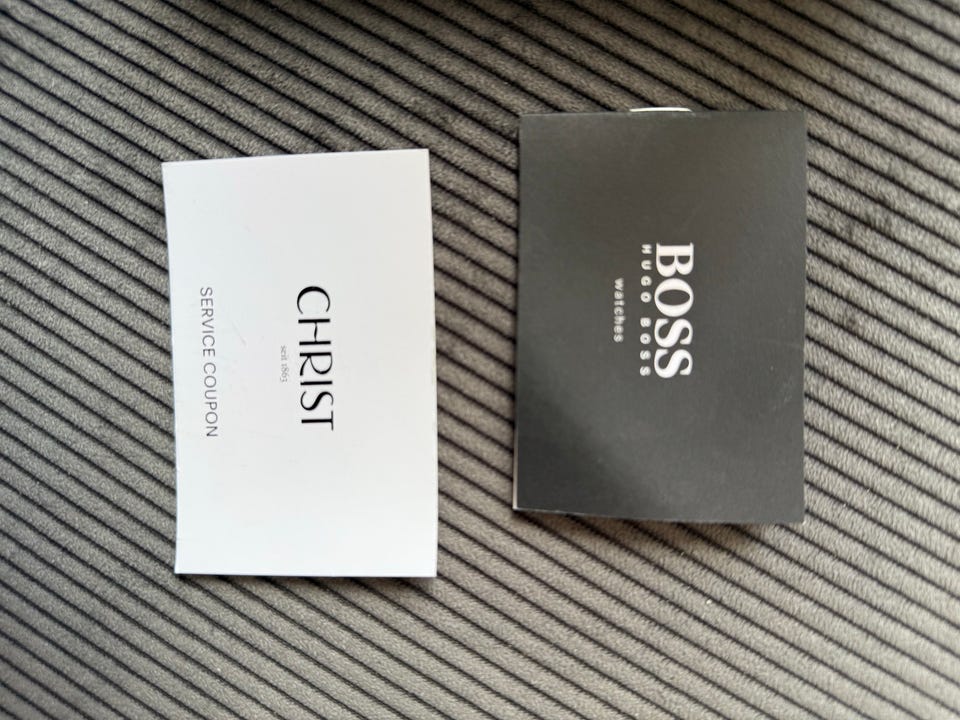 BOSS
HUGO BOSS
watches
CHRIST
seit 1863
SERVICE COUPON